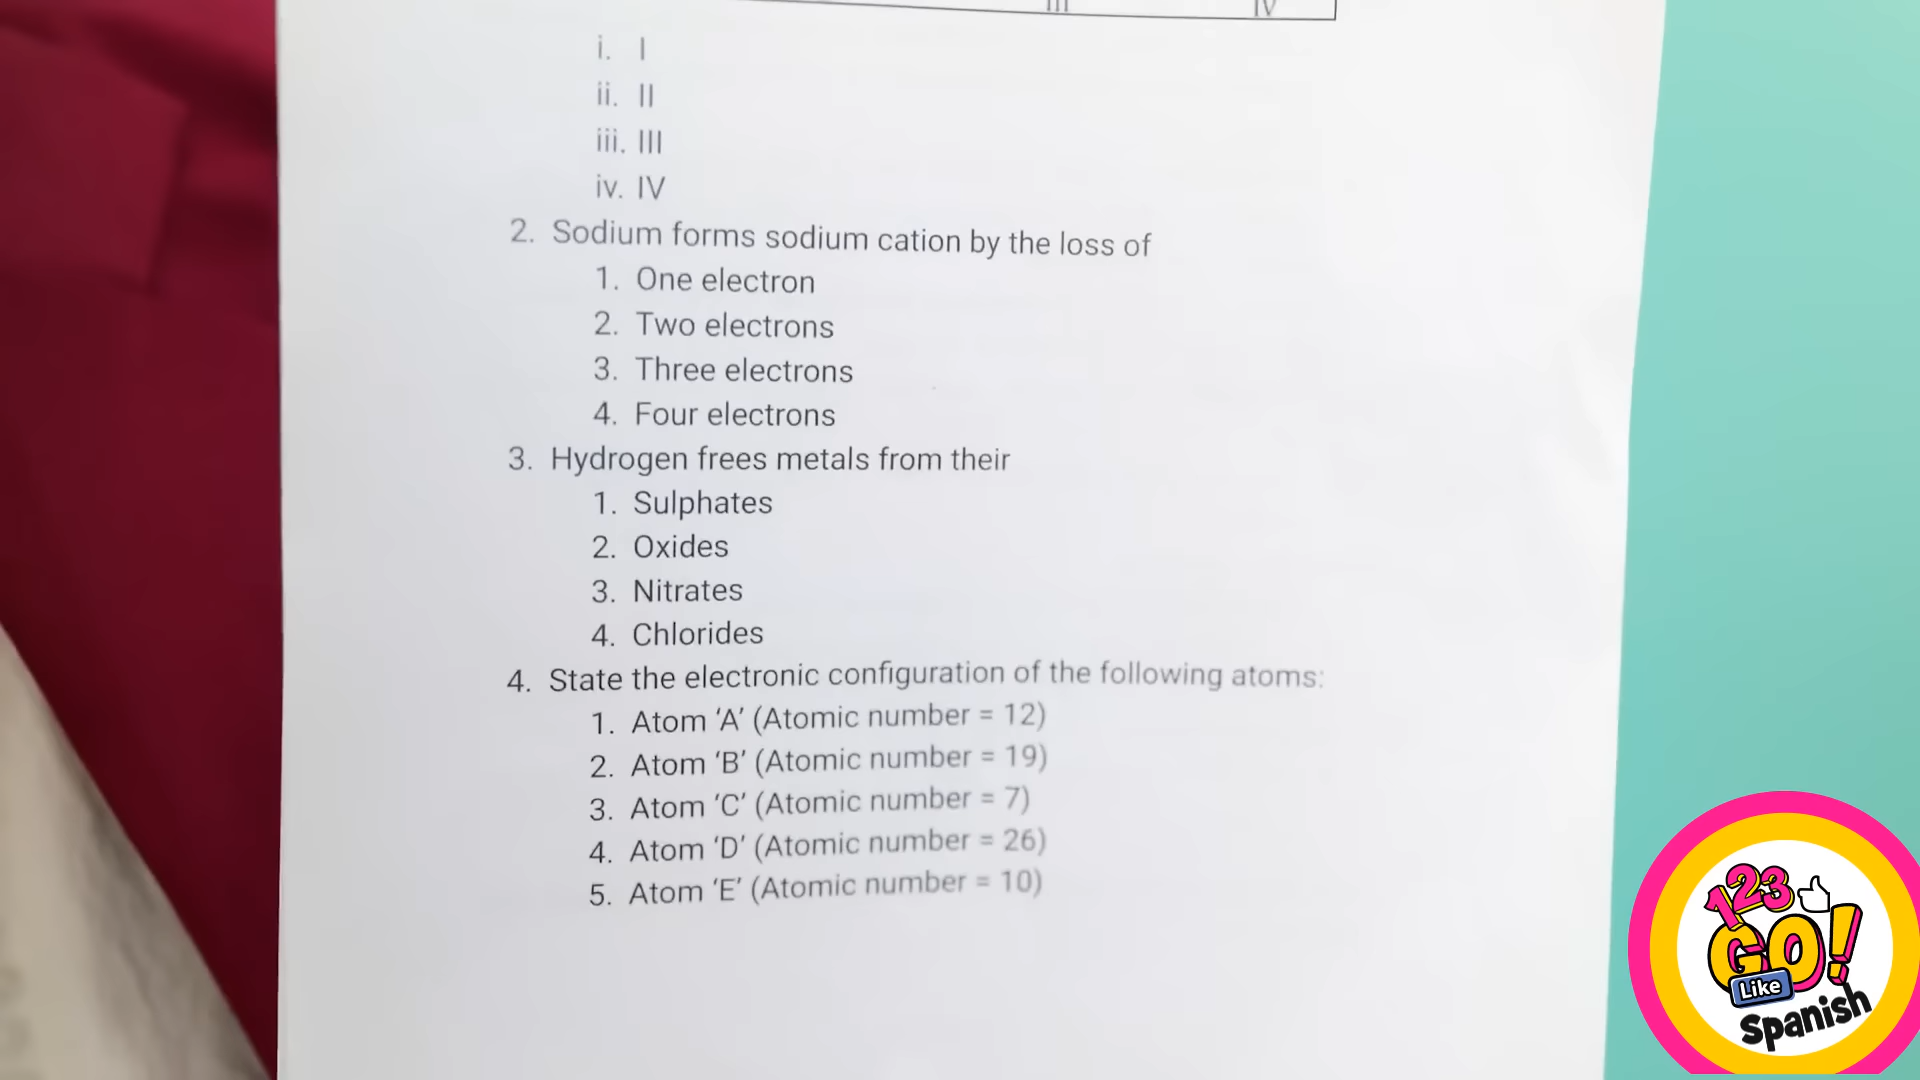 III IV
i. I
ii. II
iii. III
iv. IV
2. Sodium forms sodium cation by the loss of
1. One electron
2. Two electrons
3. Three electrons
4. Four electrons
3. Hydrogen frees metals from their
1. Sulphates
2. Oxides
3. Nitrates
4. Chlorides
4. State the electronic configuration of the following atoms:
1. Atom ‘A’ (Atomic number = 12)
2. Atom ‘B’ (Atomic number = 19)
3. Atom ‘C’ (Atomic number = 7)
4. Atom ‘D’ (Atomic number = 26)
5. Atom ‘E’ (Atomic number = 10)
123
GO!
Like
Spanish